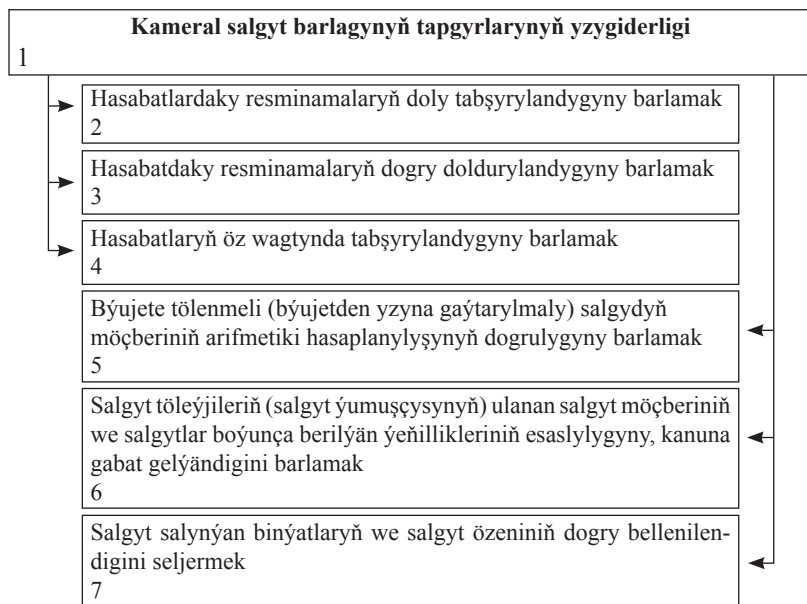 Kameral salgyt barlagynyň tapgyrlarynyň yzygiderligi
1
Hasabatlardaky resminamalaryň doly tabşyrylandygyny barlamak
2
Hasabatdaky resminamalaryň dogry doldurylandygyny barlamak
3
Hasabatlaryň öz wagtynda tabşyrylandygyny barlamak
4
Býujete tölenmeli (býujetden yzyna gaýtarylmaly) salgydyň
möçberiniň arifmetiki hasaplanylyşynyň dogrulygyny barlamak
5
Salgyt töleýjileriň (salgyt ýumuşçysynyň) ulanan salgyt möçberiniň
we salgytlar boýunça berilýän ýeňillikleriniň esaslylygyny, kanuna
gabat gelýändigini barlamak
6
Salgyt salynýan binýatlaryň we salgyt özeniniň dogry bellenilen-
digini seljermek
7